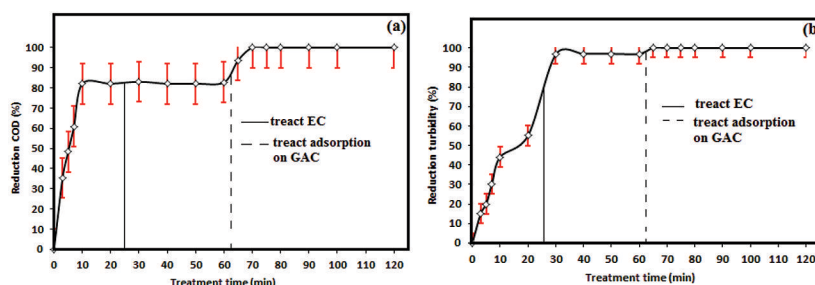 (a)
Reduction COD (%)
100
90
80
70
60
50
40
30
20
10
0
treact EC
treact adsorption
on GAC
0 10 20 30 40 50 60 70 80 90 100 110 120
Treatment time (min)
(b)
Reduction turbidity (%)
100
90
80
70
60
50
40
30
20
10
0
treact EC
treact adsorption
on GAC
0 10 20 30 40 50 60 70 80 90 100 110 120
Treatment time (min)